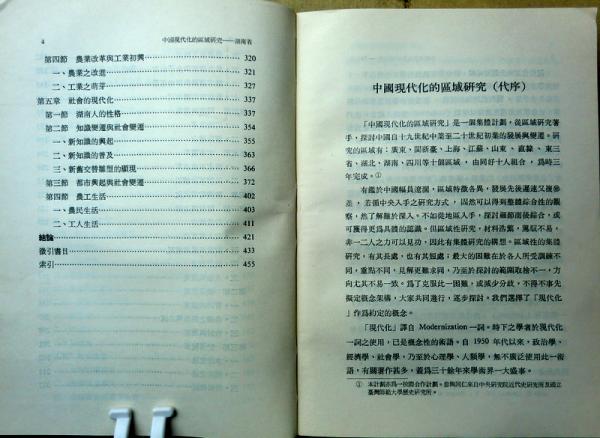 4 中國現代化的區域研究——湖南省
第四節 農業改革與工業初興 320
一、農業之改進 321
二、工業之萌芽 327
第五章 社會的現代化 337
第一節 湖南人的性格 337
第二節 知識變遷與社會變遷 354
一、新知識的興起 355
二、新知識的普及 363
三、新舊交替雛型的顯現 366
第三節 都市興起與社會變遷 372
第四節 農工生活 402
一、農民生活 402
二、工人生活 411
結論 421
徵引書目 433
索引 455
中國現代化的區域研究（代序）
「中國現代化的區域研究」是一個集體計劃，從區域研究著
手，探討中國自十九世紀中葉至二十世紀初葉的發展與變遷。研
究的區域有：廣東、閩浙臺、上海、江蘇、山東、直隸、東三
省、湖北、湖南、四川等十個區域，由同好十人組合，爲時三
年完成。①
有鑑於中國幅員遼濶，區域特徵各異，發展先後遲速又複參
差，若循中央入手之研究方式，固然可以得到整體綜合性的觀
察，然了解難於深入。不如從地區入手，探討細節而後綜合，或
可獲得更爲具體的認識。但區域性研究，材料浩繁，駕馭不易，
非一二人之力可以見功，因此有集體研究的構想。區域性的集體
研究，有其長處，也有其短處；最大的困難在於各人所受訓練不
同，重點不同，見解更難求同，乃至於探討的範圍取捨不一，方
向尤其不易一致。爲了克服此一困難，或減少分歧，不得不事先
擬定概念架構，大家共同進行，逐步探討。我們選擇了「現代化
」作爲約定的概念。
「現代化」譯自 Modernization 一詞。時下之學者於現代化
一詞之使用，已是概念性的術語。自 1950 年代以來，政治學、
經濟學、社會學，乃至於心理學、人類學，無不廣泛使用此一術
語，有關著作甚多，蔚爲三十餘年來學術界一大盛事。
① 本計劃亦爲一校際合作計劃。參與同仁來自中央研究院近代史研究所及國立
臺灣師範大學歷史研究所。